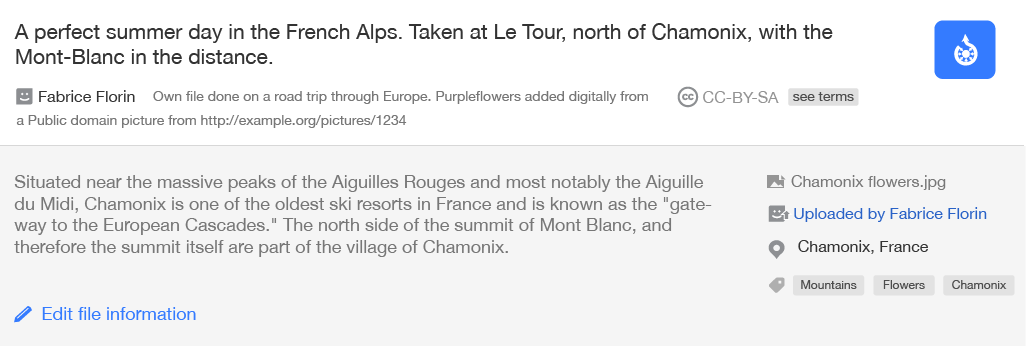 A perfect summer day in the French Alps. Taken at Le Tour, north of Chamonix, with the
Mont-Blanc in the distance.
Fabrice Florin Own file done on a road trip through Europe. Purpleflowers added digitally from
a Public domain picture from http://example.org/pictures/1234
cc CC-BY-SA see terms
Situated near the massive peaks of the Aiguilles Rouges and most notably the Aiguille
du Midi, Chamonix is one of the oldest ski resorts in France and is known as the "gate-
way to the European Cascades." The north side of the summit of Mont Blanc, and
therefore the summit itself are part of the village of Chamonix.
Edit file information
Chamonix flowers.jpg
Uploaded by Fabrice Florin
Chamonix, France
Mountains Flowers Chamonix